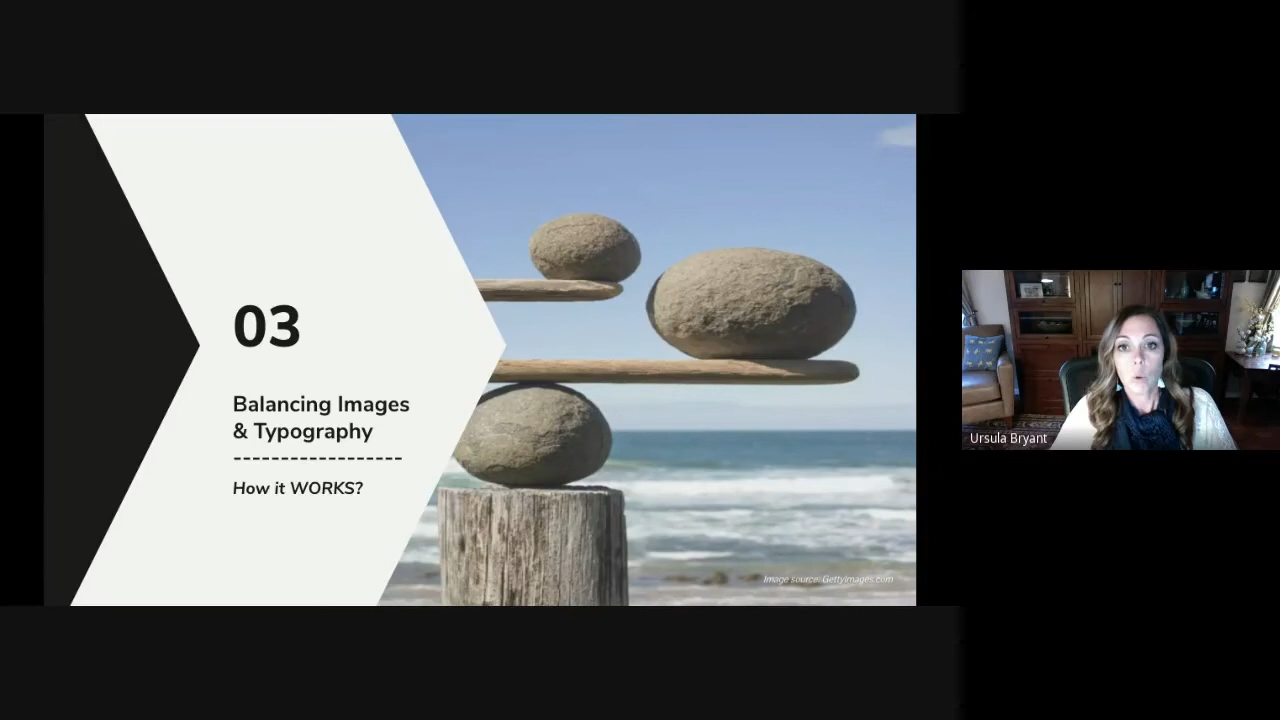 03
Balancing Images
& Typography
------------------
How it WORKS?
Image source: GettyImages.com
Ursula Bryant